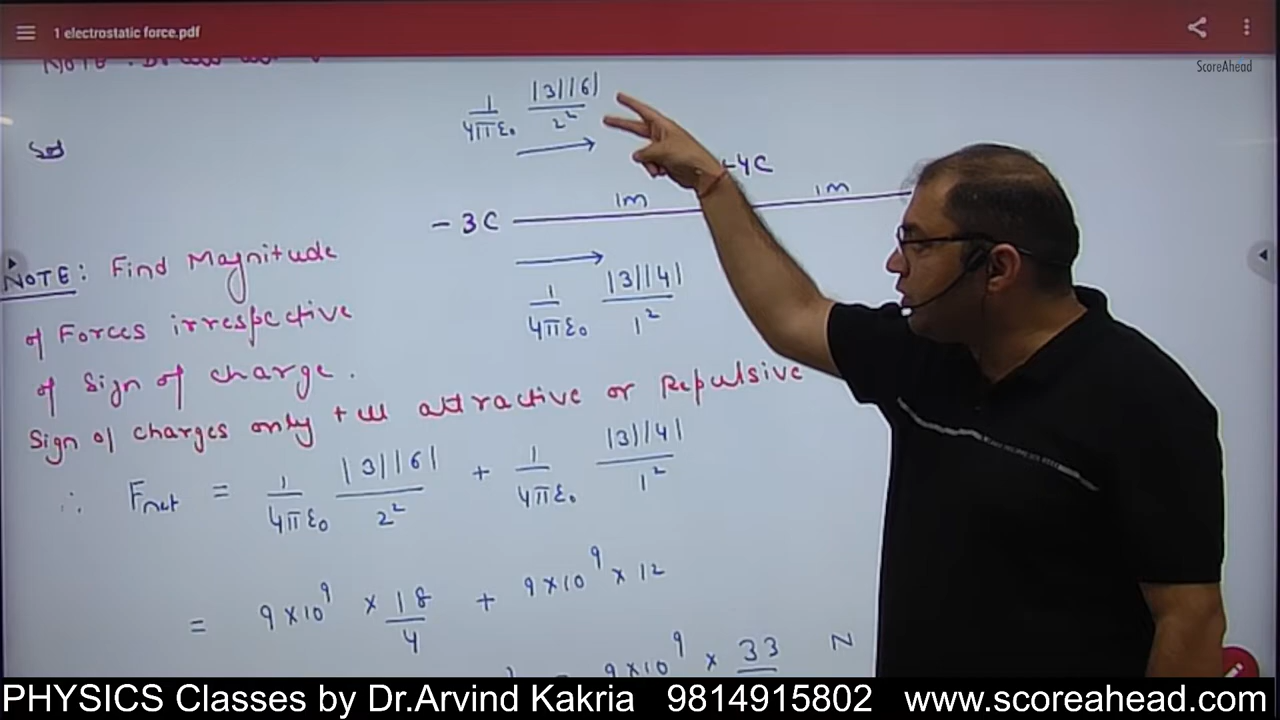 1 electrostatic force.pdf
ScoreAhead
NOTE :
Sol
1/4πε₀ |3||6|/2²
4C
- 3C 1m 1m
1/4πε₀ |3||4|/1²
NOTE: Find Magnitude
of Forces irrespective
of Sign of charge.
Sign of charges only tell attractive or Repulsive
∴ Fnet = 1/4πε₀ |3||6|/2² + 1/4πε₀ |3||4|/1²
= 9×10⁹ × 18/4 + 9×10⁹ × 12
= 9×10⁹ × 33 N
PHYSICS Classes by Dr.Arvind Kakria 9814915802 www.scoreahead.com